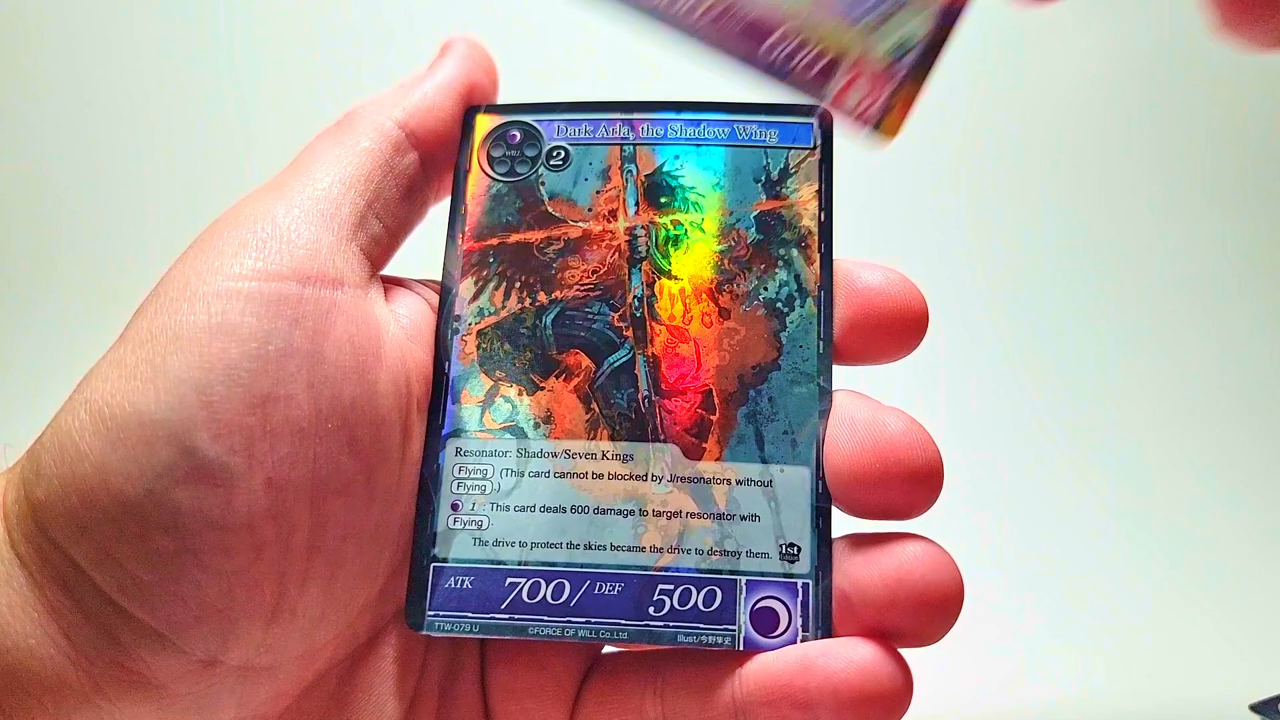 Dark Arla, the Shadow Wing
WILL
2
Resonator: Shadow/Seven Kings
Flying (This card cannot be blocked by J/resonators without
Flying.)
1 : This card deals 600 damage to target resonator with
Flying.
The drive to protect the skies became the drive to destroy them.
1st
Edition
ATK 700/ DEF 500
TTW-079 U ©FORCE OF WILL Co.,Ltd. Illust/今野隼史